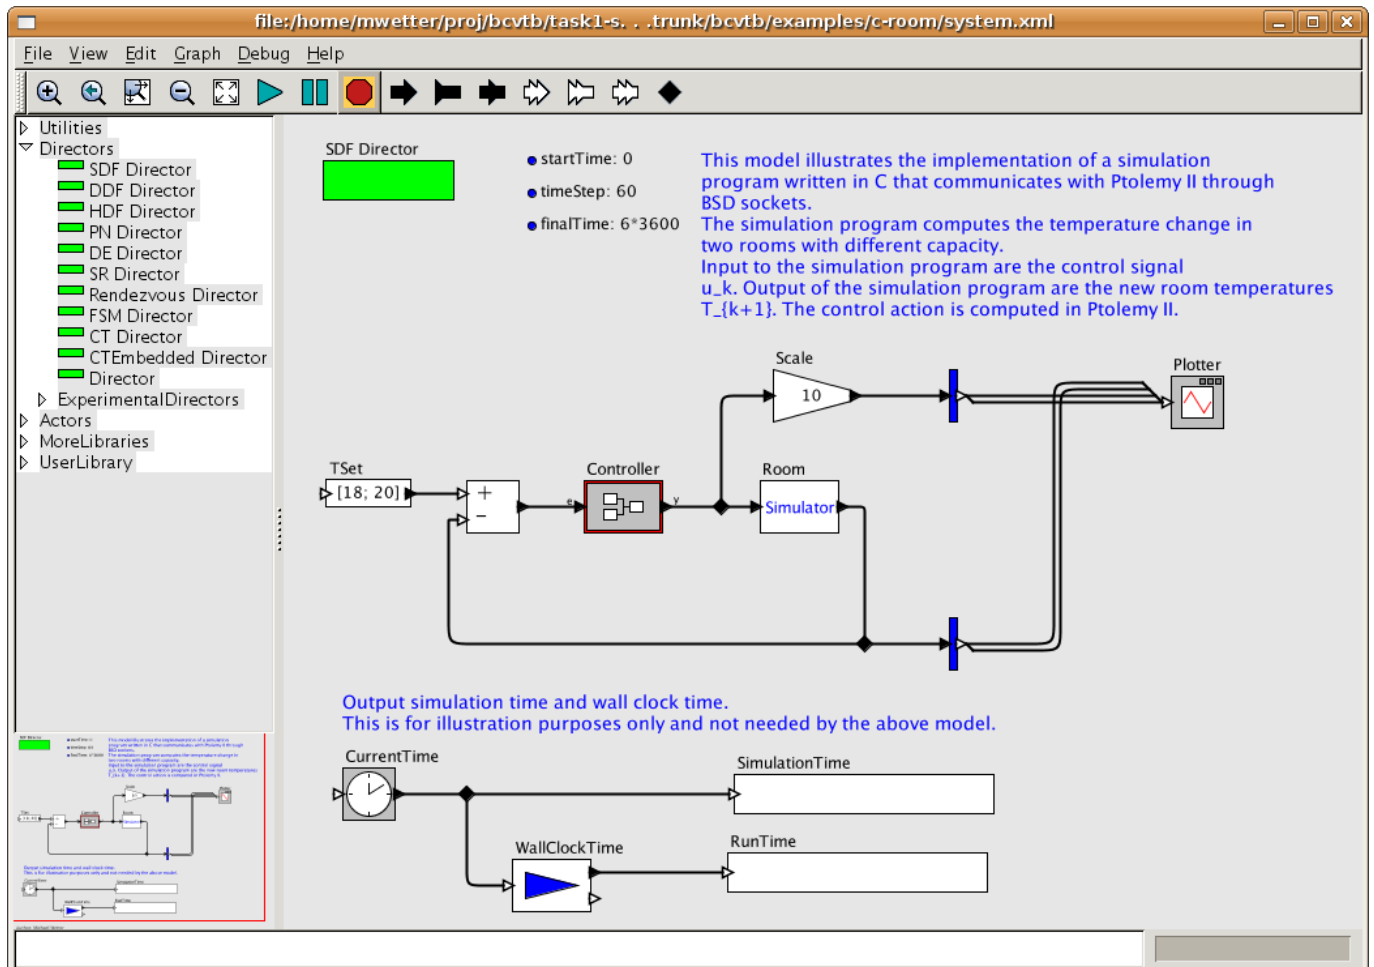 file:/home/mwetter/proj/bcvtb/task1-s. . .trunk/bcvtb/examples/c-room/system.xml
File View Edit Graph Debug Help
Utilities
Directors
SDF Director
DDF Director
HDF Director
PN Director
DE Director
SR Director
Rendezvous Director
FSM Director
CT Director
CTEmbedded Director
Director
ExperimentalDirectors
Actors
MoreLibraries
UserLibrary
SDF Director
startTime: 0
timeStep: 60
finalTime: 6*3600
This model illustrates the implementation of a simulation
program written in C that communicates with Ptolemy II through
BSD sockets.
The simulation program computes the temperature change in
two rooms with different capacity.
Input to the simulation program are the control signal
u_k. Output of the simulation program are the new room temperatures
T_{k+1}. The control action is computed in Ptolemy II.
Scale
10
Plotter
TSet
[18; 20]
+
−
e
Controller
y
Room
Simulator
Output simulation time and wall clock time.
This is for illustration purposes only and not needed by the above model.
CurrentTime
SimulationTime
WallClockTime
RunTime